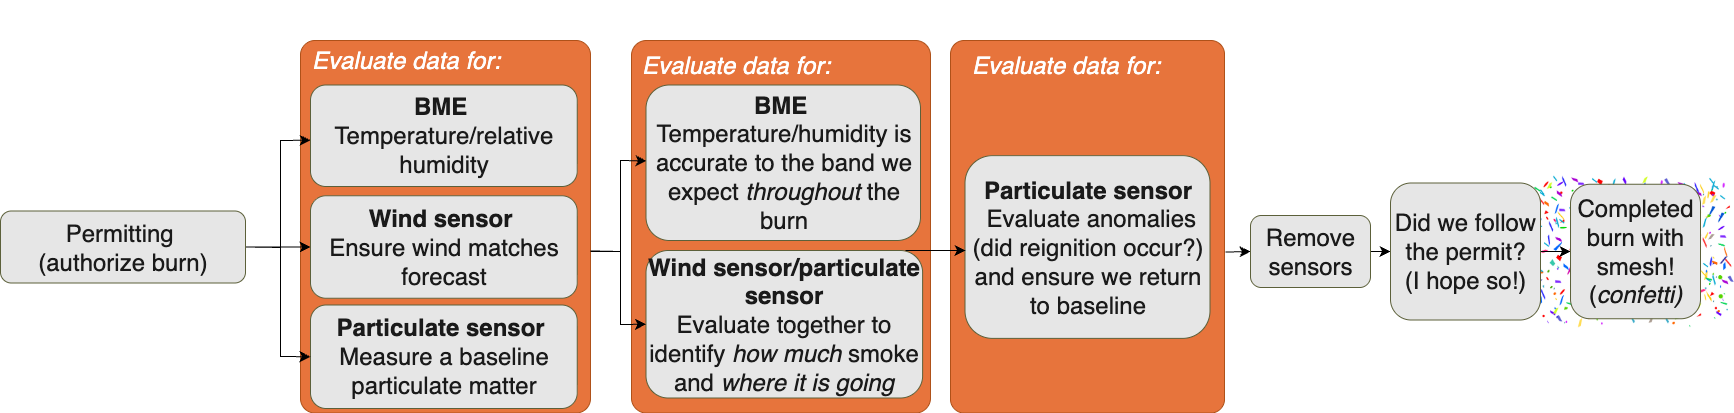 Permitting
(authorize burn)
Evaluate data for:
BME
Temperature/relative
humidity
Wind sensor
Ensure wind matches
forecast
Particulate sensor
Measure a baseline
particulate matter
Evaluate data for:
BME
Temperature/humidity is
accurate to the band we
expect throughout the
burn
Wind sensor/particulate
sensor
Evaluate together to
identify how much smoke
and where it is going
Evaluate data for:
Particulate sensor
Evaluate anomalies
(did reignition occur?)
and ensure we return
to baseline
Remove
sensors
Did we follow
the permit?
(I hope so!)
Completed
burn with
smesh!
(confetti)